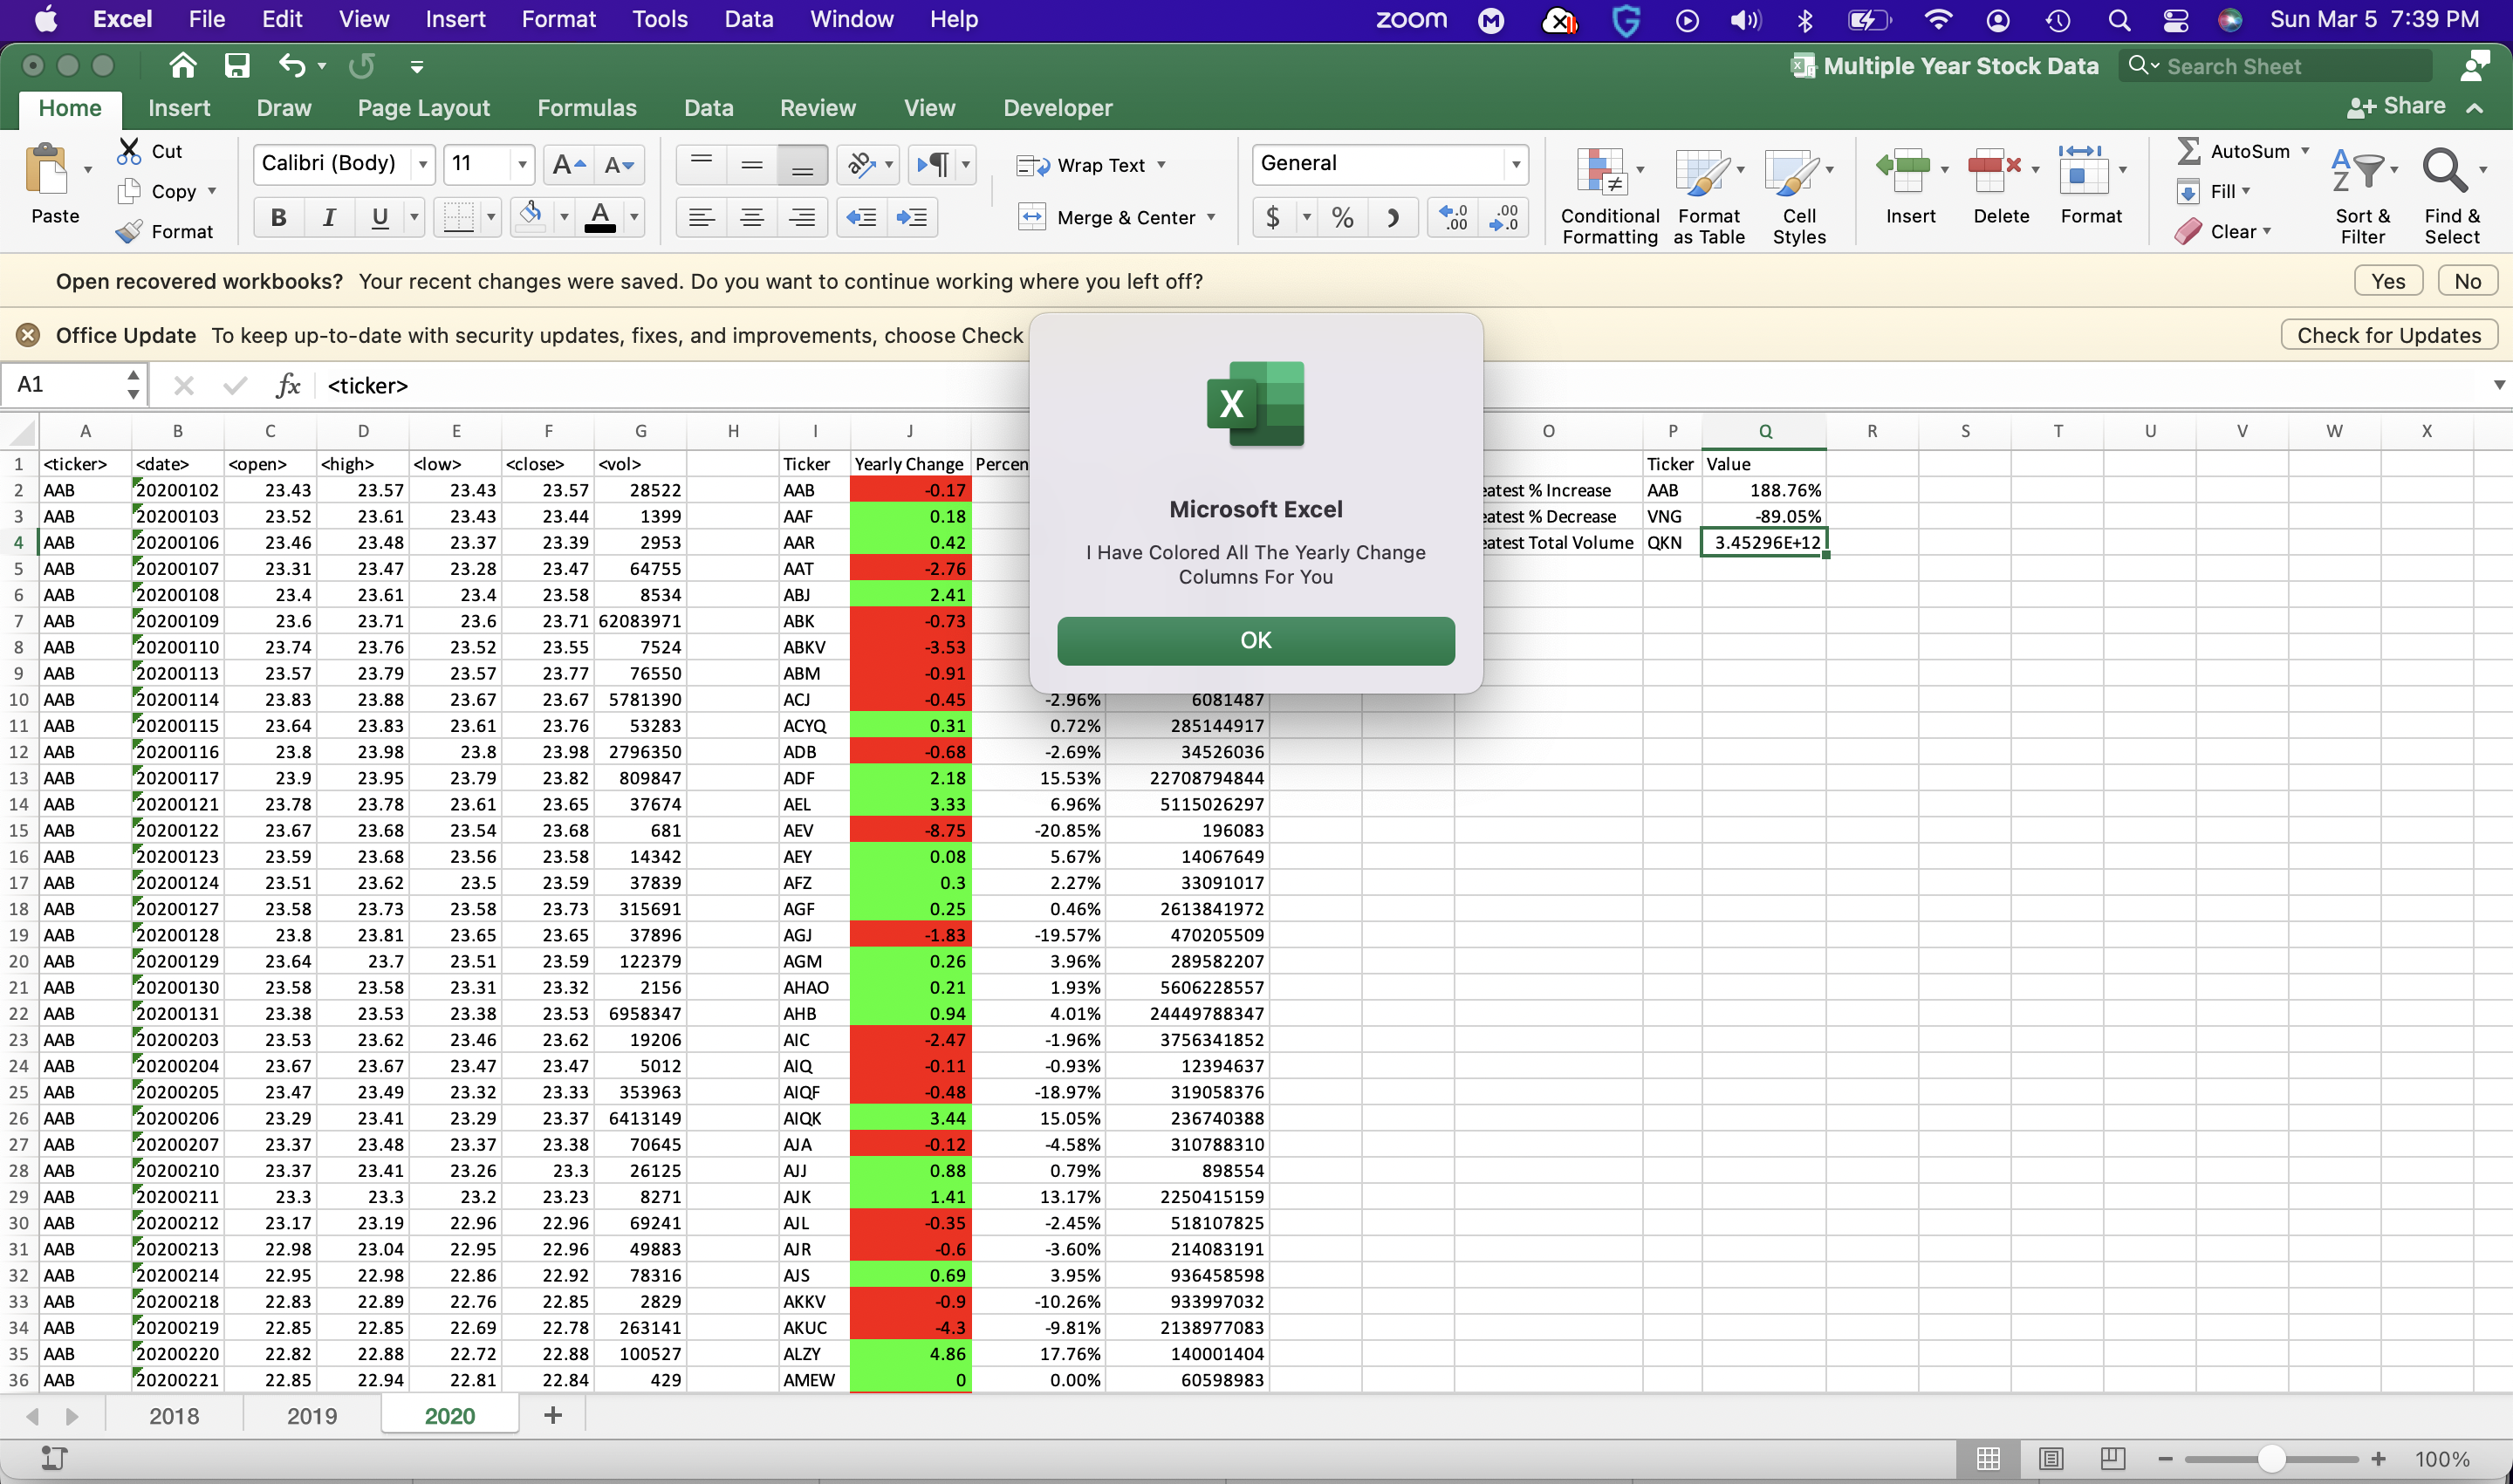 Excel File Edit View Insert Format Tools Data Window Help zoom Sun Mar 5 7:39 PM
Multiple Year Stock Data Search Sheet
Home Insert Draw Page Layout Formulas Data Review View Developer Share
Paste
Cut
Copy
Format
Calibri (Body) 11
B I U
Wrap Text
Merge & Center
General
$ %
Conditional Formatting
Format as Table
Cell Styles
Insert Delete Format
AutoSum
Fill
Clear
Sort & Filter
Find & Select
Open recovered workbooks? Your recent changes were saved. Do you want to continue working where you left off? Yes No
Office Update To keep up-to-date with security updates, fixes, and improvements, choose Check Check for Updates
A1 fx <ticker>
Microsoft Excel
I Have Colored All The Yearly Change
Columns For You
OK
A B C D E F G H I J O P Q R S T U V W X
1 <ticker> <date> <open> <high> <low> <close> <vol> Ticker Yearly Change Percen Ticker Value
2 AAB 20200102 23.43 23.57 23.43 23.57 28522 AAB -0.17 eatest % Increase AAB 188.76%
3 AAB 20200103 23.52 23.61 23.43 23.44 1399 AAF 0.18 eatest % Decrease VNG -89.05%
4 AAB 20200106 23.46 23.48 23.37 23.39 2953 AAR 0.42 eatest Total Volume QKN 3.45296E+12
5 AAB 20200107 23.31 23.47 23.28 23.47 64755 AAT -2.76
6 AAB 20200108 23.4 23.61 23.4 23.58 8534 ABJ 2.41
7 AAB 20200109 23.6 23.71 23.6 23.71 62083971 ABK -0.73
8 AAB 20200110 23.74 23.76 23.52 23.55 7524 ABKV -3.53
9 AAB 20200113 23.57 23.79 23.57 23.77 76550 ABM -0.91
10 AAB 20200114 23.83 23.88 23.67 23.67 5781390 ACJ -0.45 -2.96% 6081487
11 AAB 20200115 23.64 23.83 23.61 23.76 53283 ACYQ 0.31 0.72% 285144917
12 AAB 20200116 23.8 23.98 23.8 23.98 2796350 ADB -0.68 -2.69% 34526036
13 AAB 20200117 23.9 23.95 23.79 23.82 809847 ADF 2.18 15.53% 22708794844
14 AAB 20200121 23.78 23.78 23.61 23.65 37674 AEL 3.33 6.96% 5115026297
15 AAB 20200122 23.67 23.68 23.54 23.68 681 AEV -8.75 -20.85% 196083
16 AAB 20200123 23.59 23.68 23.56 23.58 14342 AEY 0.08 5.67% 14067649
17 AAB 20200124 23.51 23.62 23.5 23.59 37839 AFZ 0.3 2.27% 33091017
18 AAB 20200127 23.58 23.73 23.58 23.73 315691 AGF 0.25 0.46% 2613841972
19 AAB 20200128 23.8 23.81 23.65 23.65 37896 AGJ -1.83 -19.57% 470205509
20 AAB 20200129 23.64 23.7 23.51 23.59 122379 AGM 0.26 3.96% 289582207
21 AAB 20200130 23.58 23.58 23.31 23.32 2156 AHAO 0.21 1.93% 5606228557
22 AAB 20200131 23.38 23.53 23.38 23.53 6958347 AHB 0.94 4.01% 24449788347
23 AAB 20200203 23.53 23.62 23.46 23.62 19206 AIC -2.47 -1.96% 3756341852
24 AAB 20200204 23.67 23.67 23.47 23.47 5012 AIQ -0.11 -0.93% 12394637
25 AAB 20200205 23.47 23.49 23.32 23.33 353963 AIQF -0.48 -18.97% 319058376
26 AAB 20200206 23.29 23.41 23.29 23.37 6413149 AIQK 3.44 15.05% 236740388
27 AAB 20200207 23.37 23.48 23.37 23.38 70645 AJA -0.12 -4.58% 310788310
28 AAB 20200210 23.37 23.41 23.26 23.3 26125 AJJ 0.88 0.79% 898554
29 AAB 20200211 23.3 23.3 23.2 23.23 8271 AJK 1.41 13.17% 2250415159
30 AAB 20200212 23.17 23.19 22.96 22.96 69241 AJL -0.35 -2.45% 518107825
31 AAB 20200213 22.98 23.04 22.95 22.96 49883 AJR -0.6 -3.60% 214083191
32 AAB 20200214 22.95 22.98 22.86 22.92 78316 AJS 0.69 3.95% 936458598
33 AAB 20200218 22.83 22.89 22.76 22.85 2829 AKKV -0.9 -10.26% 933997032
34 AAB 20200219 22.85 22.85 22.69 22.78 263141 AKUC -4.3 -9.81% 2138977083
35 AAB 20200220 22.82 22.88 22.72 22.88 100527 ALZY 4.86 17.76% 140001404
36 AAB 20200221 22.85 22.94 22.81 22.84 429 AMEW 0 0.00% 60598983
2018 2019 2020 +
100%